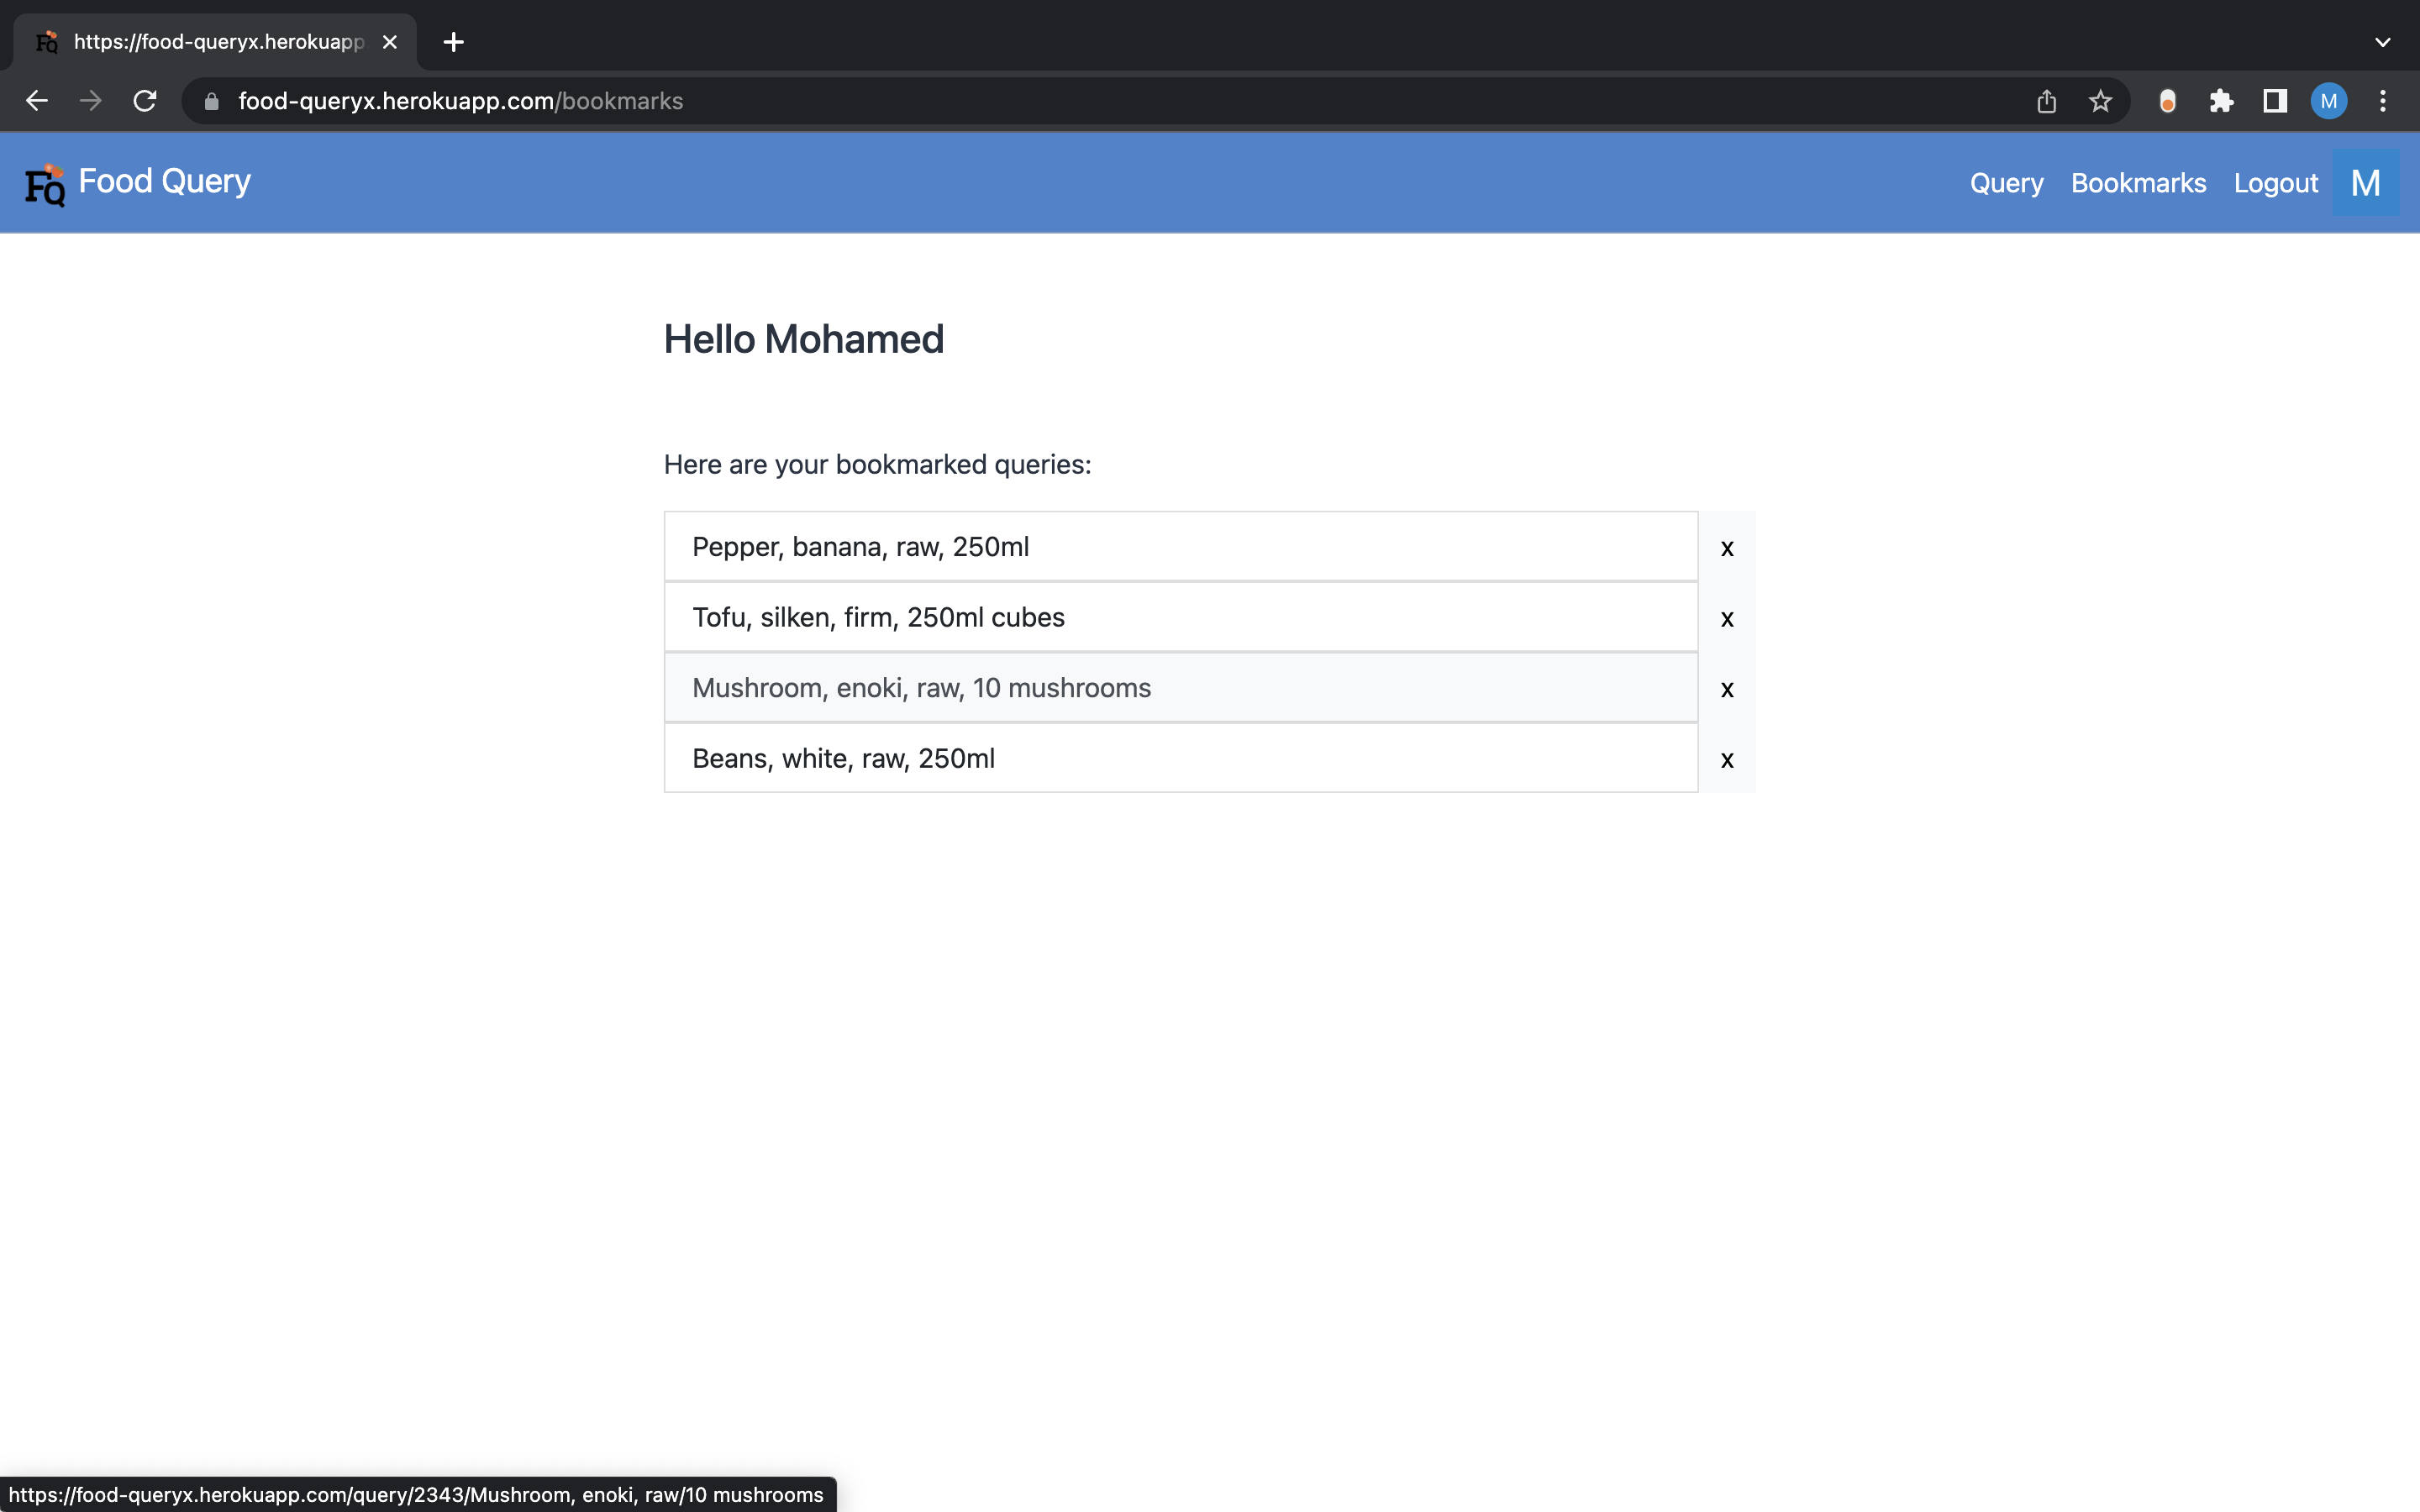 https://food-queryx.herokuapp
food-queryx.herokuapp.com/bookmarks
M
FQ Food Query
Query Bookmarks Logout M
Hello Mohamed
Here are your bookmarked queries:
Pepper, banana, raw, 250ml x
Tofu, silken, firm, 250ml cubes x
Mushroom, enoki, raw, 10 mushrooms x
Beans, white, raw, 250ml x
https://food-queryx.herokuapp.com/query/2343/Mushroom, enoki, raw/10 mushrooms